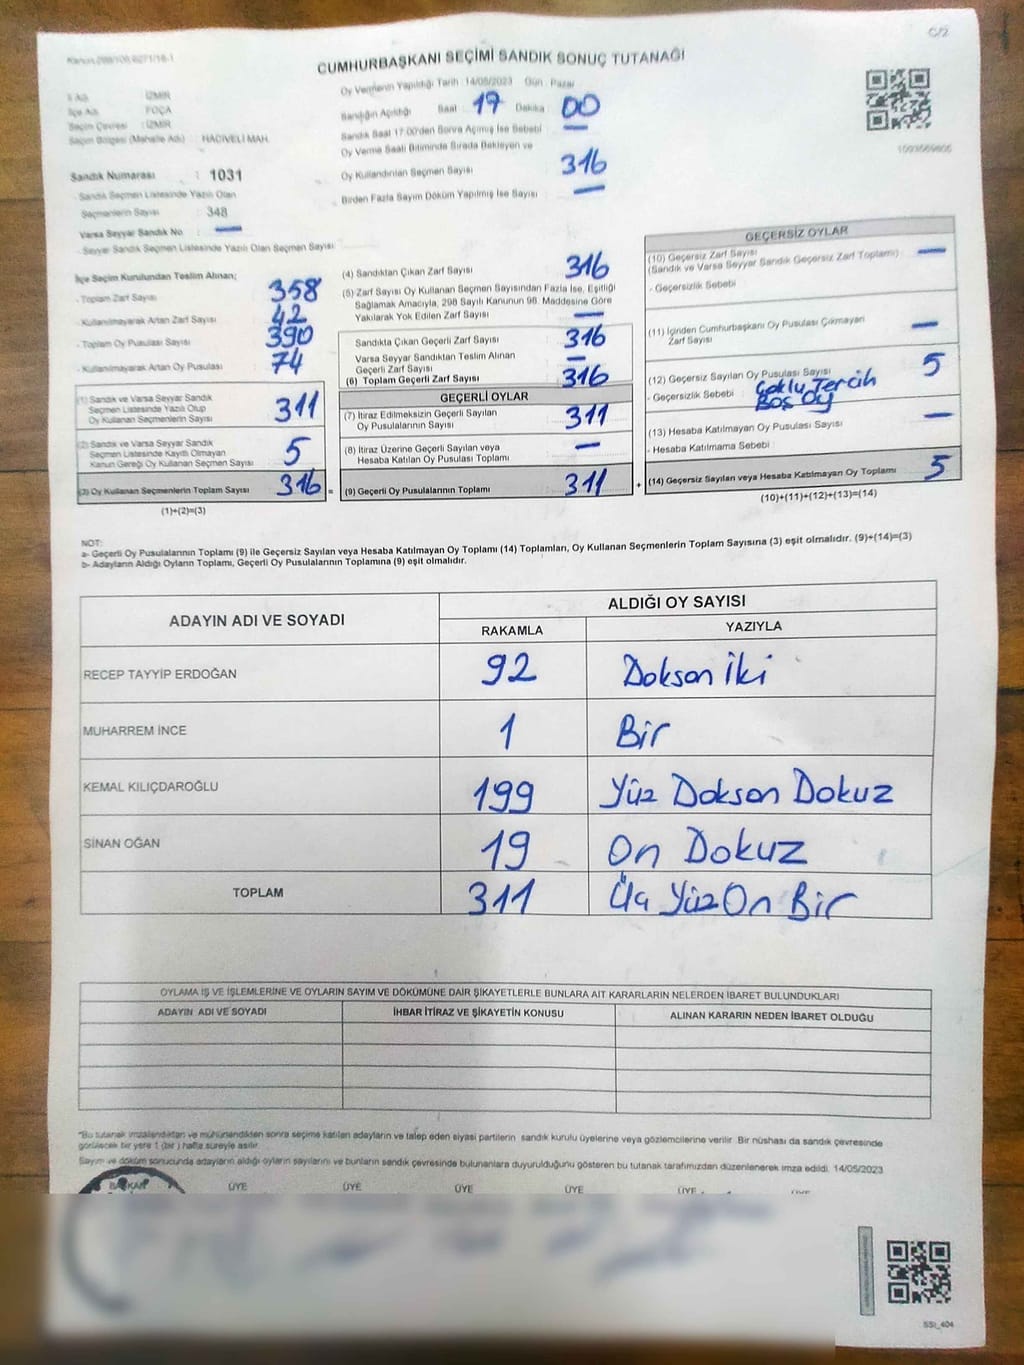 C/2
CUMHURBAŞKANI SEÇİMİ SANDIK SONUÇ TUTANAĞI
Oy Vermenin Yapıldığı Tarih : 14/05/2023 Gün : Pazar
İl Adı : İZMİR
İlçe Adı : FOÇA
Seçim Çevresi : İZMİR
Seçim Bölgesi (Mahalle Adı) : HACIVELİ MAH.
Sandık Numarası : 1031
- Sandık Seçmen Listesinde Yazılı Olan
Seçmenlerin Sayısı : 348
Varsa Seyyar Sandık No : —
- Seyyar Sandık Seçmen Listesinde Yazılı Olan Seçmen Sayısı :
Sandığın Açıldığı Saat : 17 Dakika : 00
Sandık Saat 17:00'den Sonra Açılmış İse Sebebi : —
Oy Verme Saati Bitiminde Sırada Bekleyen ve
Oy Kullandırılan Seçmen Sayısı : 316
Birden Fazla Sayım Döküm Yapılmış İse Sayısı : —
İlçe Seçim Kurulundan Teslim Alınan;
- Toplam Zarf Sayısı : 358
- Kullanılmayarak Artan Zarf Sayısı : 42
- Toplam Oy Pusulası Sayısı : 390
- Kullanılmayarak Artan Oy Pusulası : 74
(1) Sandık ve Varsa Seyyar Sandık
Seçmen Listesinde Yazılı Olup
Oy Kullanan Seçmenlerin Sayısı : 311
(2) Sandık ve Varsa Seyyar Sandık
Seçmen Listesinde Kayıtlı Olmayan
Kanun Gereği Oy Kullanan Seçmen Sayısı : 5
(3) Oy Kullanan Seçmenlerin Toplam Sayısı : 316 =
(1)+(2)=(3)
(4) Sandıktan Çıkan Zarf Sayısı : 316
(5) Zarf Sayısı Oy Kullanan Seçmen Sayısından Fazla İse, Eşitliği
Sağlamak Amacıyla, 298 Sayılı Kanunun 98. Maddesine Göre
Yakılarak Yok Edilen Zarf Sayısı : —
Sandıkta Çıkan Geçerli Zarf Sayısı : 316
Varsa Seyyar Sandıktan Teslim Alınan
Geçerli Zarf Sayısı : —
(6) Toplam Geçerli Zarf Sayısı : 316
GEÇERLİ OYLAR
(7) İtiraz Edilmeksizin Geçerli Sayılan
Oy Pusulalarının Sayısı : 311
(8) İtiraz Üzerine Geçerli Sayılan veya
Hesaba Katılan Oy Pusulası Toplamı : —
(9) Geçerli Oy Pusulalarının Toplamı : 311 +
GEÇERSİZ OYLAR
(10) Geçersiz Zarf Sayısı : —
(Sandık ve Varsa Seyyar Sandık Geçersiz Zarf Toplamı)
- Geçersizlik Sebebi :
(11) İçinden Cumhurbaşkanı Oy Pusulası Çıkmayan
Zarf Sayısı : —
(12) Geçersiz Sayılan Oy Pusulası Sayısı : 5
- Geçersizlik Sebebi : Çoklu Tercih
Boş Oy
(13) Hesaba Katılmayan Oy Pusulası Sayısı : —
- Hesaba Katılmama Sebebi :
(14) Geçersiz Sayılan veya Hesaba Katılmayan Oy Toplamı : 5
(10)+(11)+(12)+(13)=(14)
NOT:
a- Geçerli Oy Pusulalarının Toplamı (9) ile Geçersiz Sayılan veya Hesaba Katılmayan Oy Toplamı (14) Toplamları, Oy Kullanan Seçmenlerin Toplam Sayısına (3) eşit olmalıdır. (9)+(14)=(3)
b- Adayların Aldığı Oyların Toplamı, Geçerli Oy Pusulalarının Toplamına (9) eşit olmalıdır.
ADAYIN ADI VE SOYADI ALDIĞI OY SAYISI
RAKAMLA YAZIYLA
RECEP TAYYİP ERDOĞAN 92 Doksan İki
MUHARREM İNCE 1 Bir
KEMAL KILIÇDAROĞLU 199 Yüz Doksan Dokuz
SİNAN OĞAN 19 On Dokuz
TOPLAM 311 Üç Yüz On Bir
OYLAMA İŞ VE İŞLEMLERİNE VE OYLARIN SAYIM VE DÖKÜMÜNE DAİR ŞİKAYETLERLE BUNLARA AİT KARARLARIN NELERDEN İBARET BULUNDUKLARI
ADAYIN ADI VE SOYADI İHBAR İTİRAZ VE ŞİKAYETİN KONUSU ALINAN KARARIN NEDEN İBARET OLDUĞU
*Bu tutanak imzalandıktan ve mühürlendikten sonra seçime katılan adayların ve talep eden siyasi partilerin sandık kurulu üyelerine veya gözlemcilerine verilir. Bir nüshası da sandık çevresinde
görülecek bir yere 1 (bir) hafta süreyle asılır.
Sayım ve döküm sonucunda adayların aldığı oyların sayılarını ve bunların sandık çevresinde bulunanlara duyurulduğunu gösteren bu tutanak tarafımızdan düzenlenerek imza edildi. 14/05/2023
BAŞKAN ÜYE ÜYE ÜYE ÜYE ÜYE ÜYE
SSİ_404